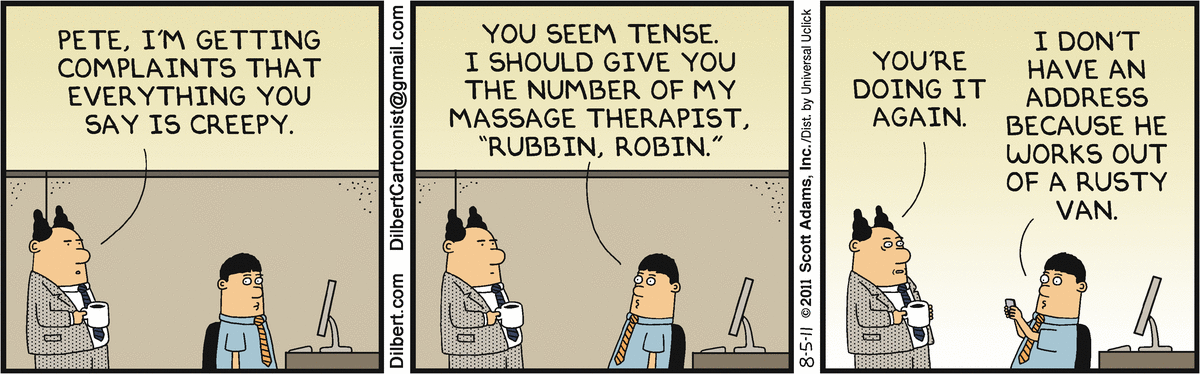 PETE, I'M GETTING
COMPLAINTS THAT
EVERYTHING YOU
SAY IS CREEPY.
Dilbert.com DilbertCartoonist@gmail.com
YOU SEEM TENSE.
I SHOULD GIVE YOU
THE NUMBER OF MY
MASSAGE THERAPIST,
"RUBBIN, ROBIN."
8-5-11 ©2011 Scott Adams, Inc./Dist. by Universal Uclick
YOU'RE
DOING IT
AGAIN.
I DON'T
HAVE AN
ADDRESS
BECAUSE HE
WORKS OUT
OF A RUSTY
VAN.